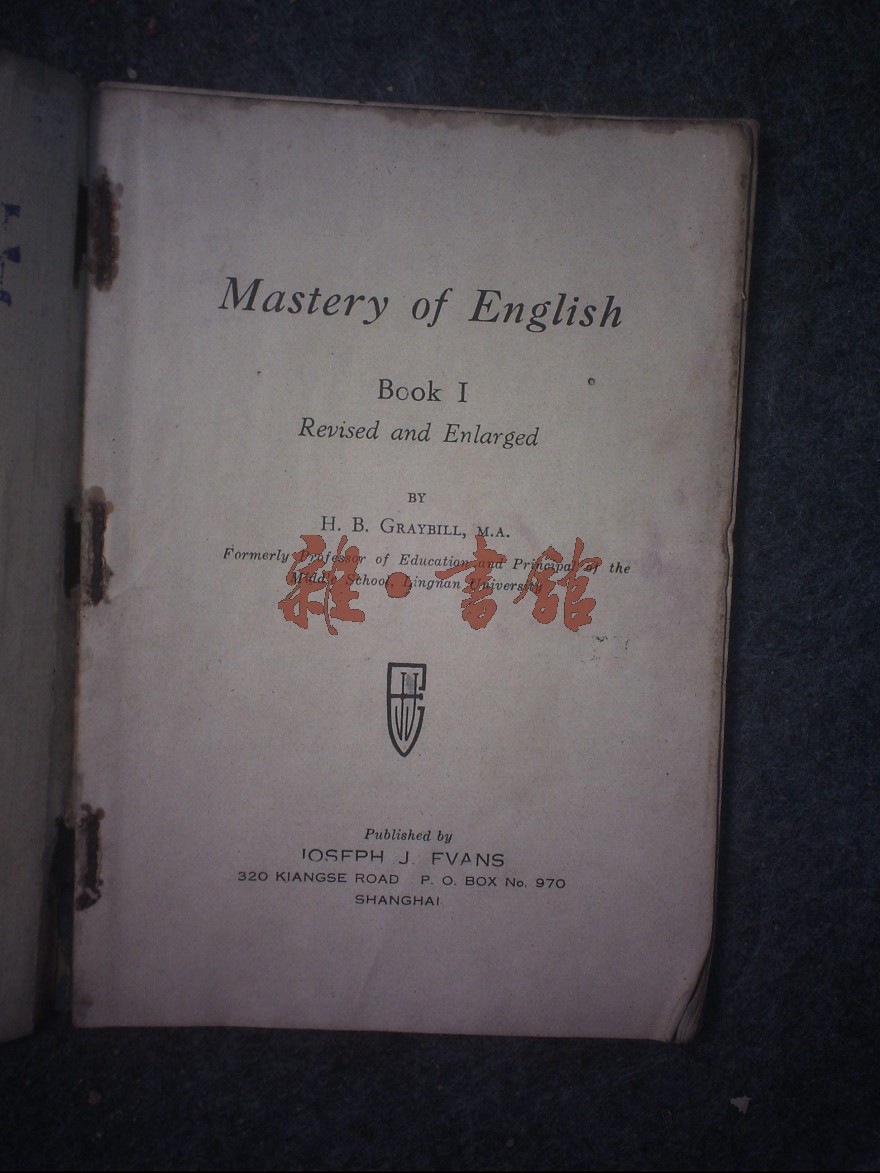 Mastery of English
Book I
Revised and Enlarged
BY
H. B. GRAYBILL, M.A.
Formerly Professor of Education and Principal of the
Middle School, Lingnan University
雜·書館
Published by
JOSEPH J. EVANS
320 KIANGSE ROAD P. O. BOX No. 970
SHANGHAI